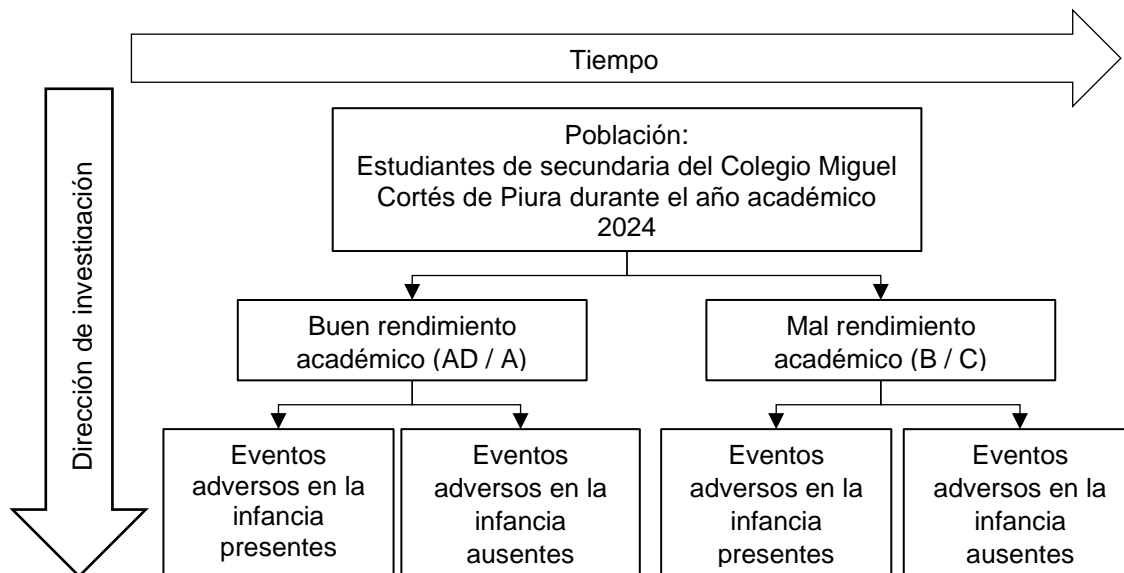 Tiempo
Dirección de investigación
Población:
Estudiantes de secundaria del Colegio Miguel
Cortés de Piura durante el año académico
2024
Buen rendimiento
académico (AD / A)
Mal rendimiento
académico (B / C)
Eventos
adversos en la
infancia
presentes
Eventos
adversos en la
infancia
ausentes
Eventos
adversos en la
infancia
presentes
Eventos
adversos en la
infancia
ausentes